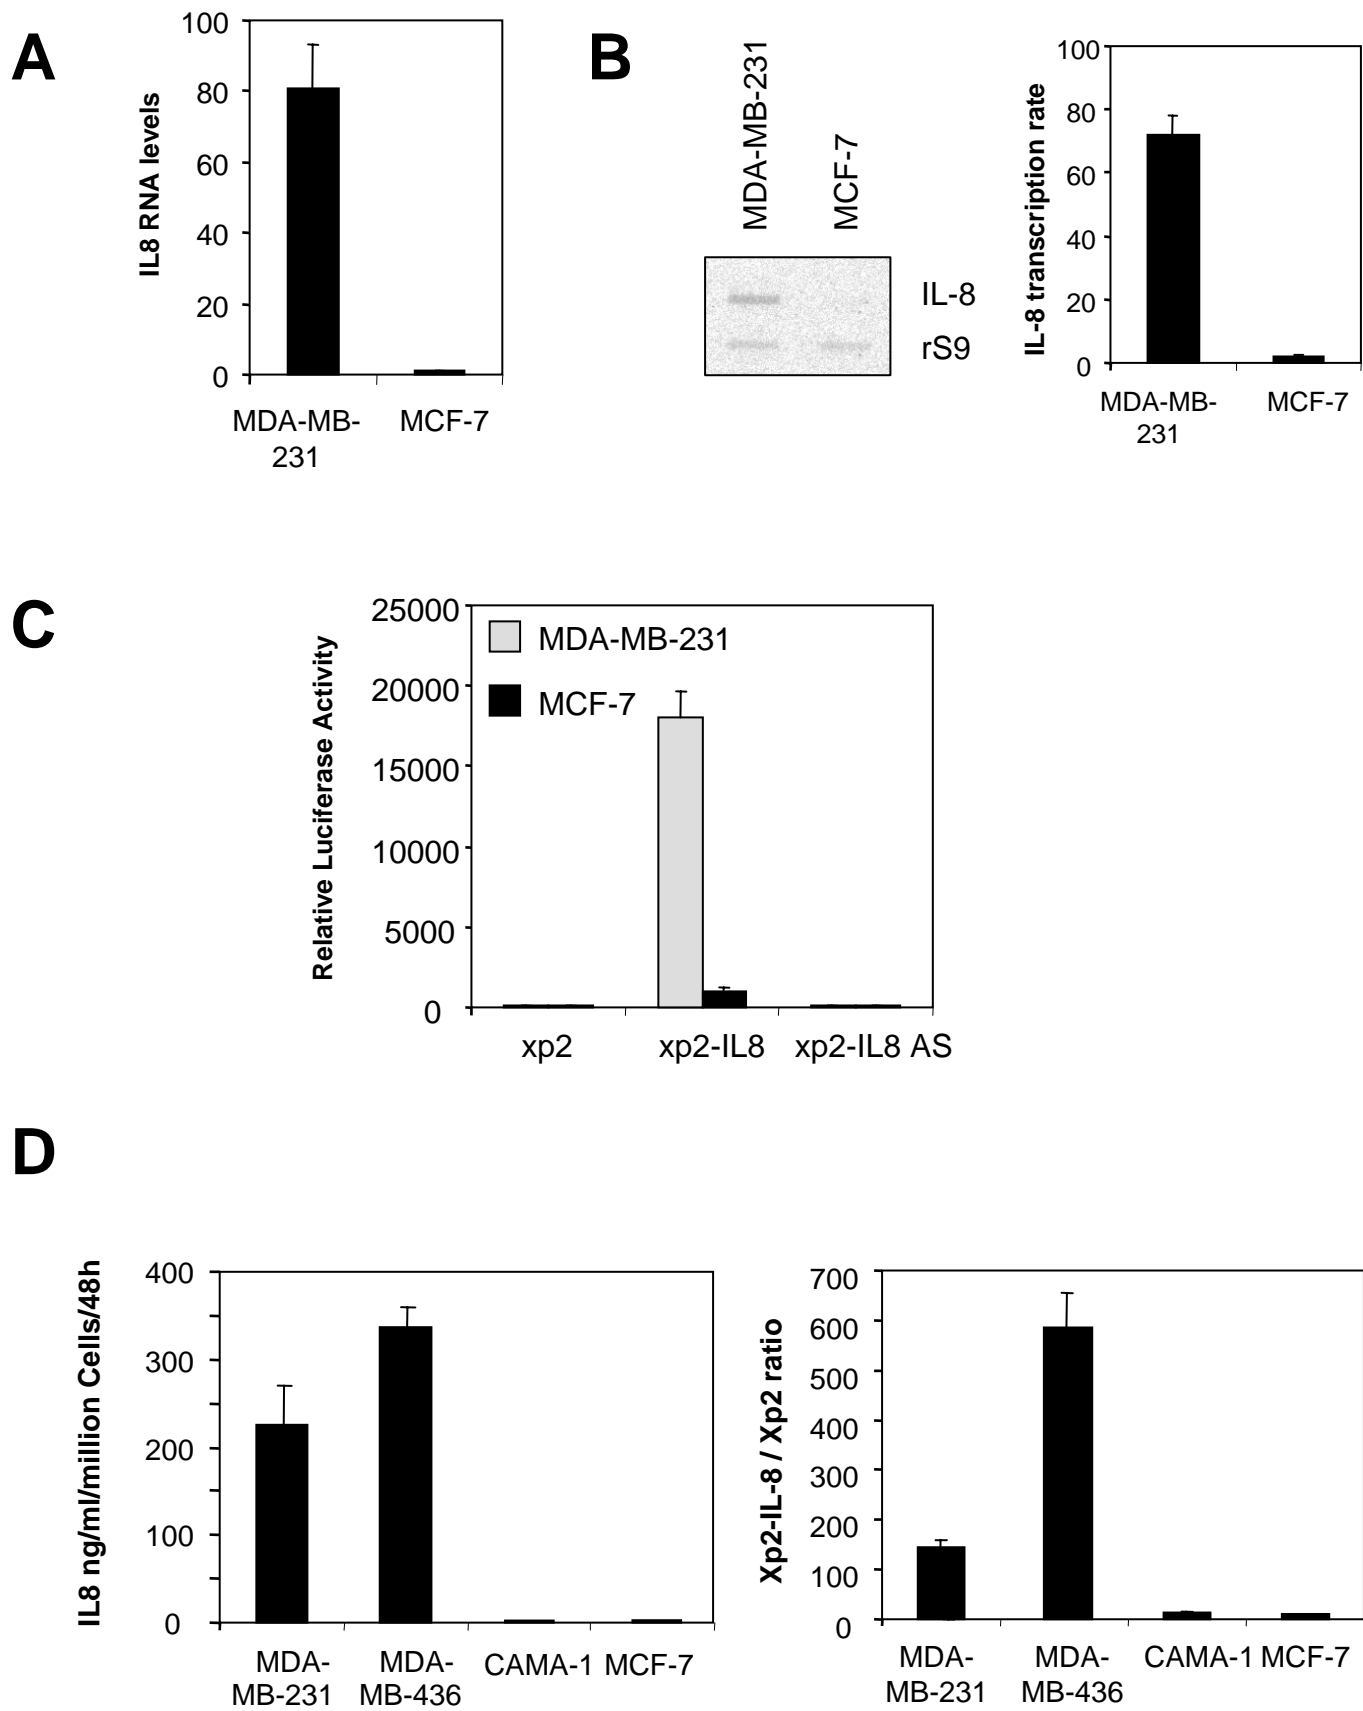 A
100
80
60
40
20
0
IL8 RNA levels
MDA-MB-
231
MCF-7
B
MDA-MB-231
MCF-7
IL-8
rS9
100
80
60
40
20
0
IL-8 transcription rate
MDA-MB-
231
MCF-7
C
25000
20000
15000
10000
5000
0
Relative Luciferase Activity
MDA-MB-231
MCF-7
xp2
xp2-IL8
xp2-IL8 AS
D
400
300
200
100
0
IL8 ng/ml/million Cells/48h
MDA-
MB-231
MDA-
MB-436
CAMA-1
MCF-7
700
600
500
400
300
200
100
0
Xp2-IL-8 / Xp2 ratio
MDA-
MB-231
MDA-
MB-436
CAMA-1
MCF-7